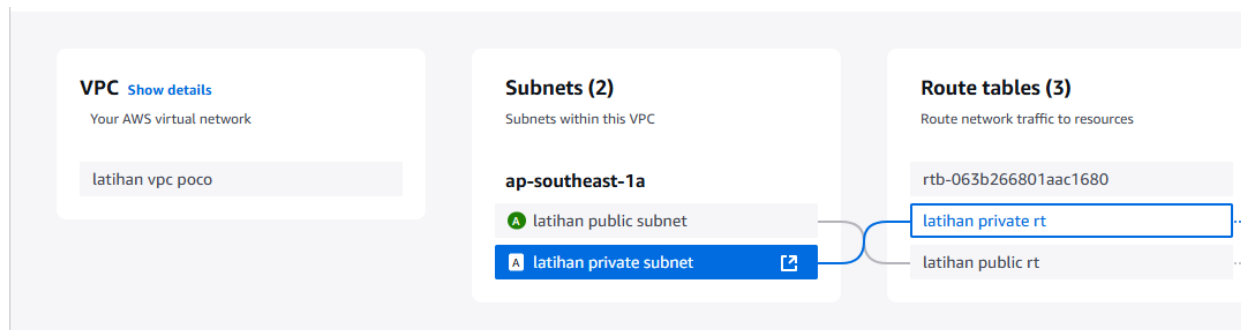 VPC Show details
Your AWS virtual network
latihan vpc poco
Subnets (2)
Subnets within this VPC
ap-southeast-1a
A latihan public subnet
A latihan private subnet
Route tables (3)
Route network traffic to resources
rtb-063b266801aac1680
latihan private rt
latihan public rt